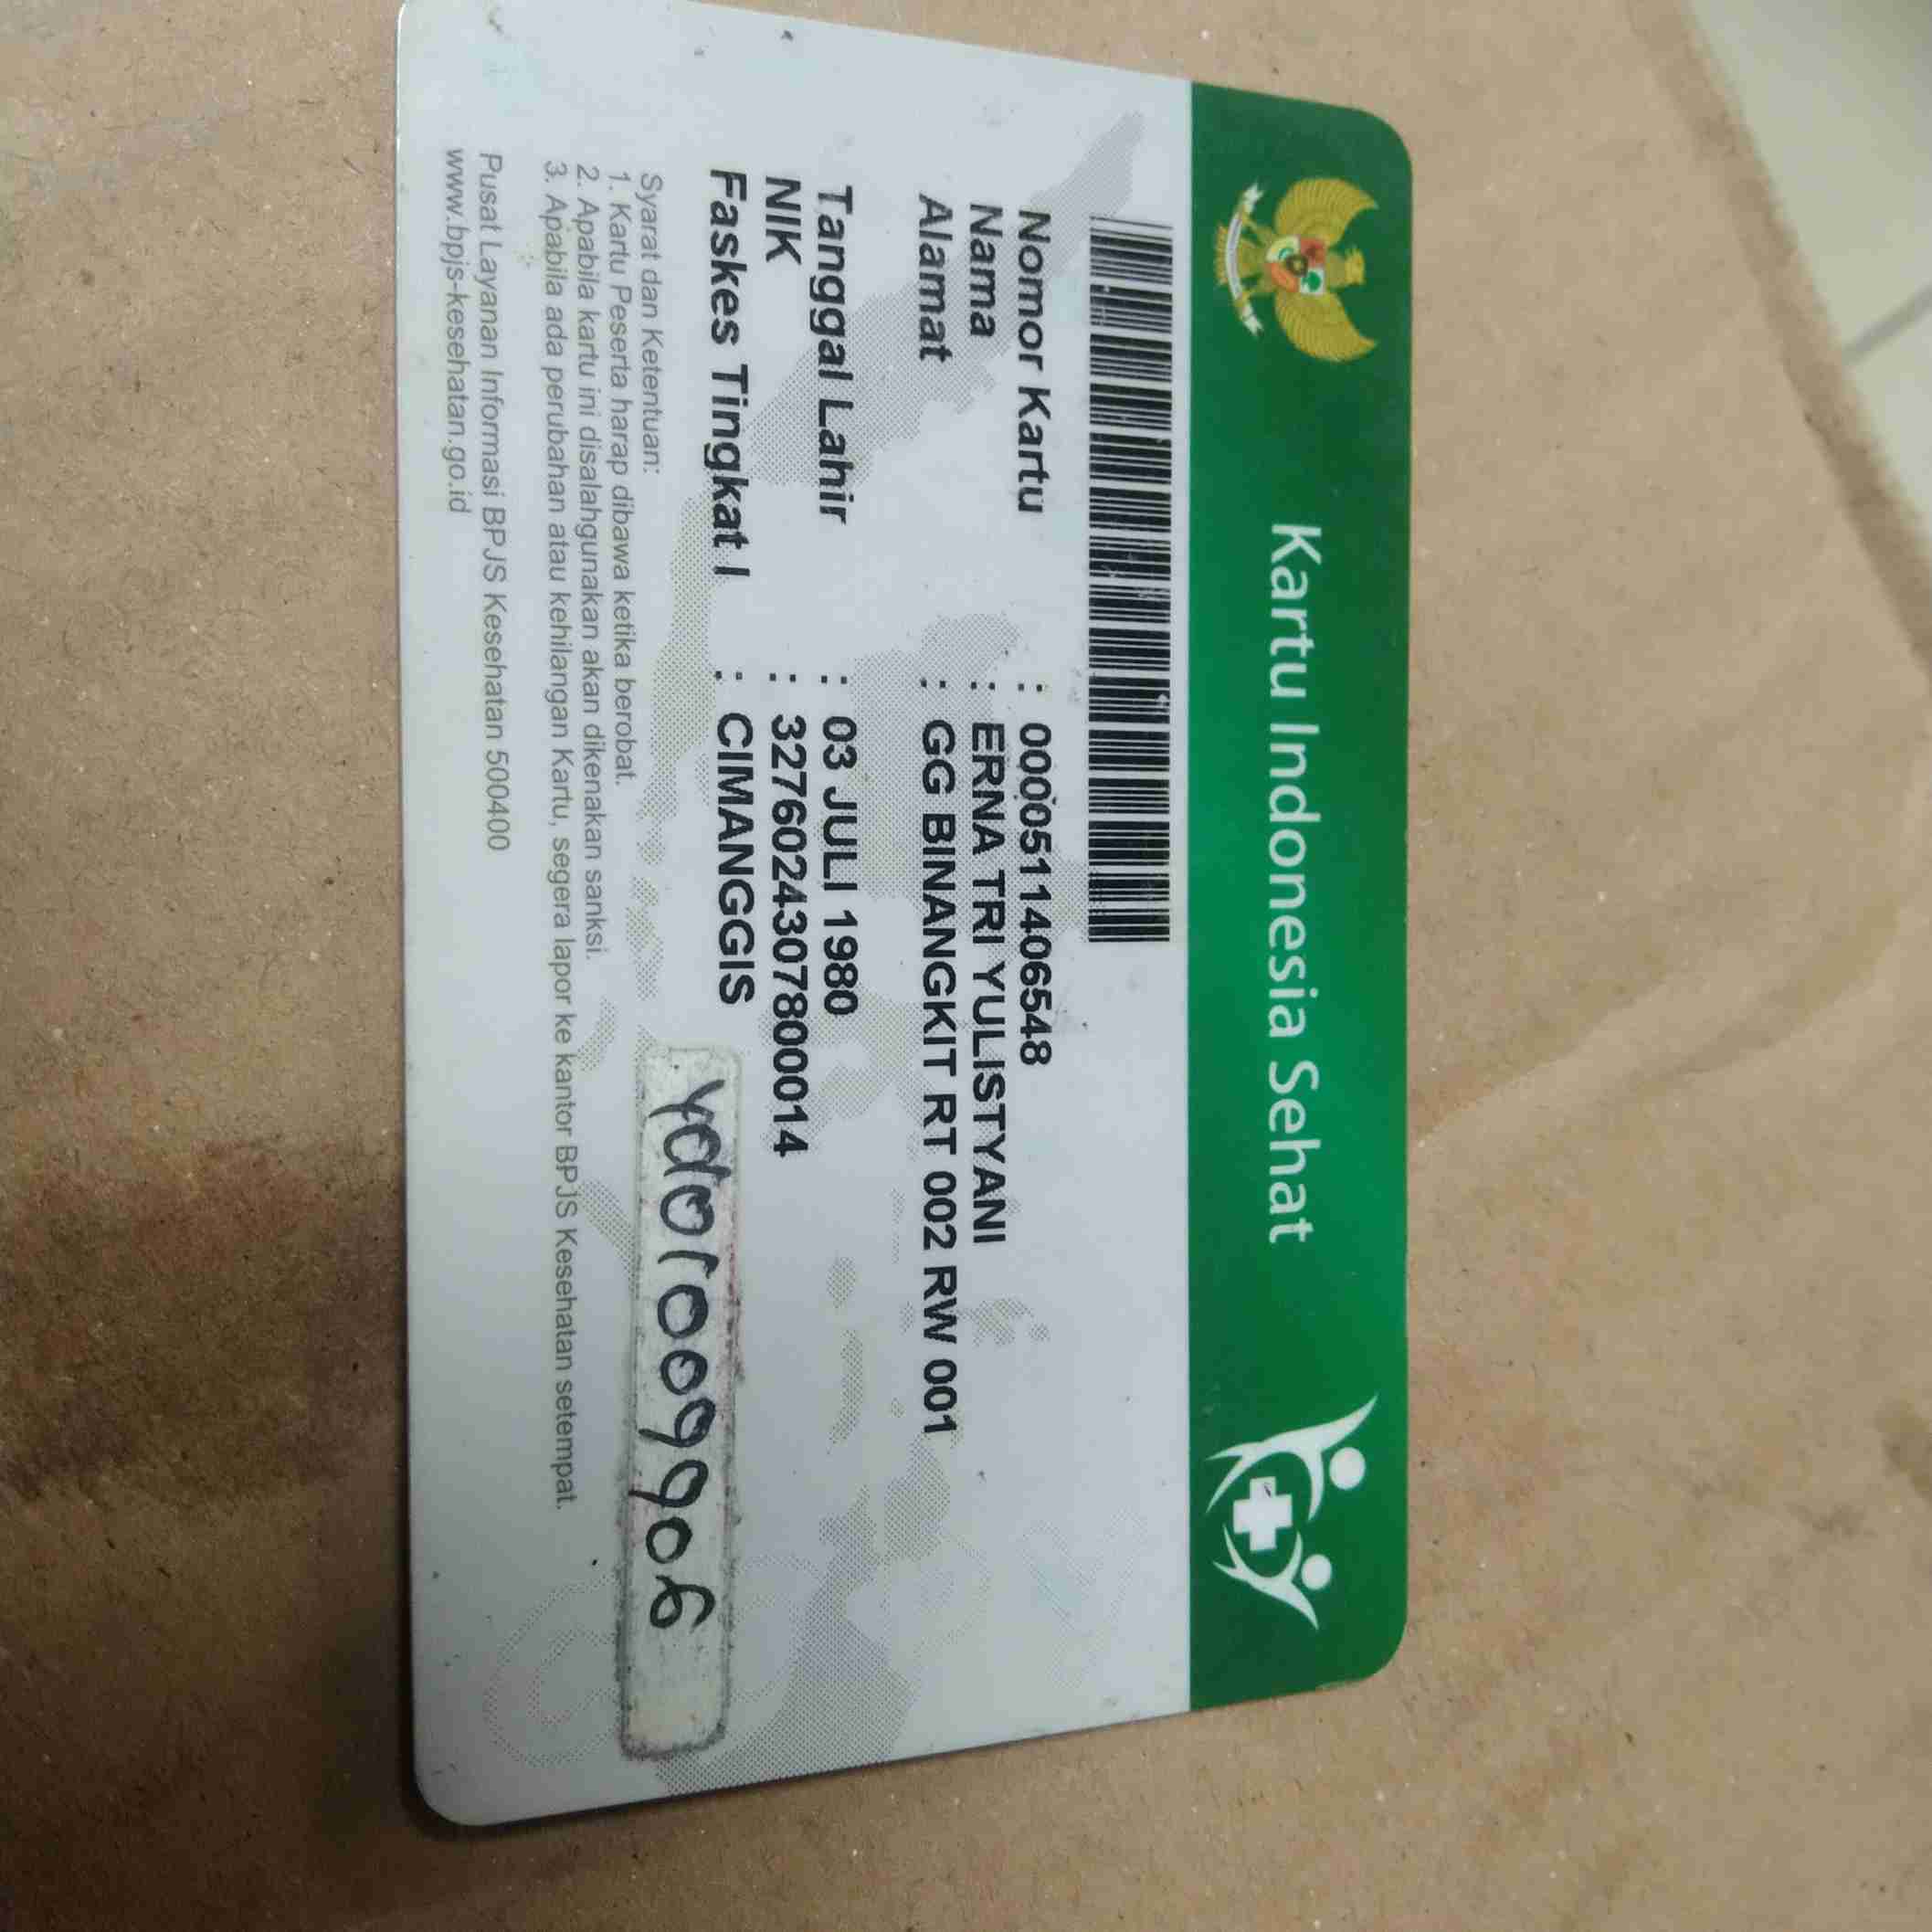 Kartu Indonesia Sehat
Nomor Kartu : 0000511406548
Nama : ERNA TRI YULISTYANI
Alamat : GG BINANGKIT RT 002 RW 001
Tanggal Lahir : 03 JULI 1980
NIK : 3276024307800014
Faskes Tingkat I : CIMANGGIS
Syarat dan Ketentuan:
1. Kartu Peserta harap dibawa ketika berobat.
2. Apabila kartu ini disalahgunakan akan dikenakan sanksi.
3. Apabila ada perubahan atau kehilangan Kartu, segera lapor ke kantor BPJS Kesehatan setempat.
Pusat Layanan Informasi BPJS Kesehatan 500400
www.bpjs-kesehatan.go.id